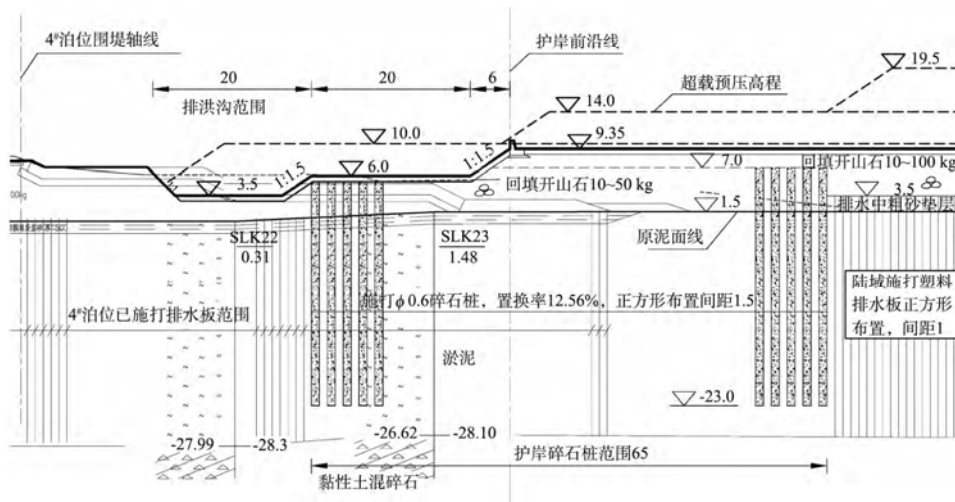 4#泊位围堤轴线
护岸前沿线
19.5
20
20
6
超载预压高程
排洪沟范围
14.0
10.0
9.35
1:1.5
7.0
回填开山石10~100 kg
3.5
1:1.5
6.0
回填开山石10~50 kg
3.5
1.5
排水中粗砂垫层
原泥面线
SLK22
0.31
SLK23
1.48
施打ϕ0.6碎石桩，置换率12.56%，正方形布置间距1.5
陆域施打塑料
排水板正方形
布置，间距1
4#泊位已施打排水板范围
淤泥
-23.0
-27.99
-28.3
-26.62
-28.10
护岸碎石桩范围65
黏性土混碎石